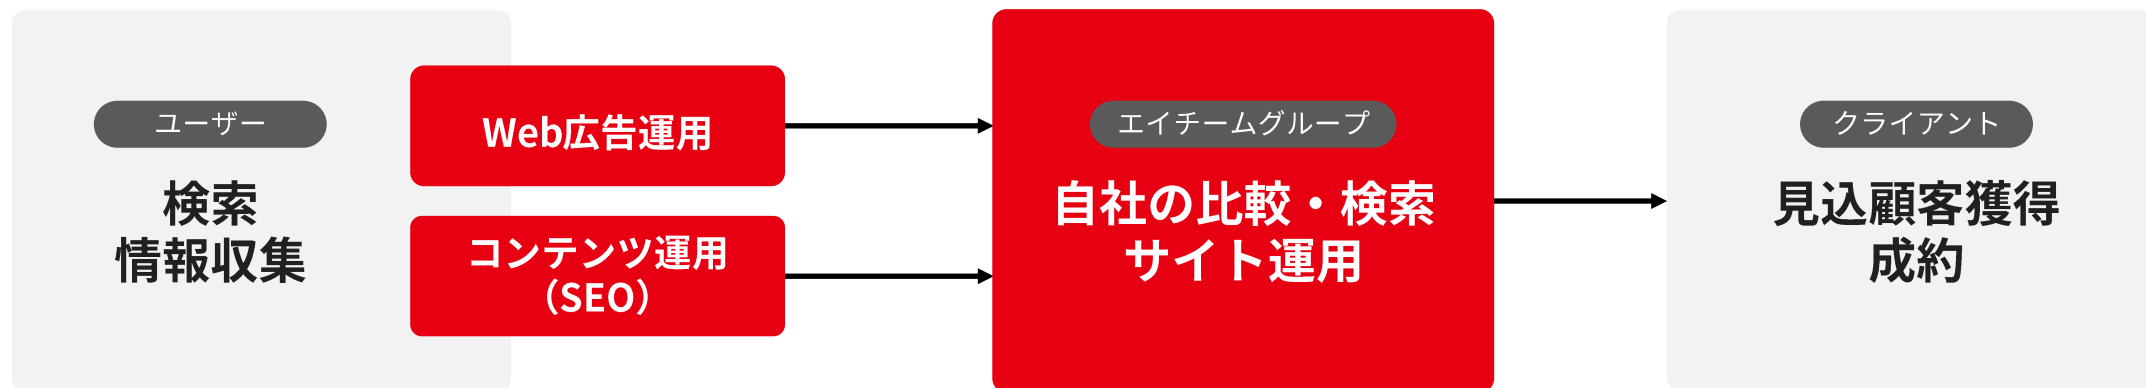 ユーザー
検索
情報収集
Web広告運用
コンテンツ運用
（SEO）
エイチームグループ
自社の比較・検索
サイト運用
クライアント
見込顧客獲得
成約